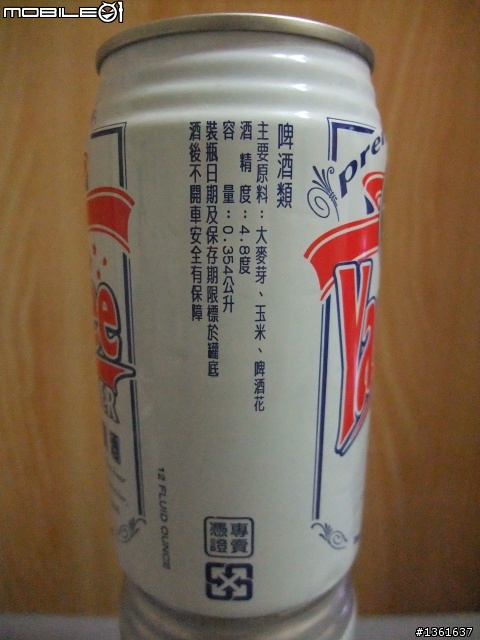 MOBILE01
啤酒類
主要原料：大麥芽、玉米、啤酒花
酒精度：4.8度
容量：0.354公升
裝瓶日期及保存期限標於罐底
酒後不開車安全有保障
12 FLUID OUNCE
專賣
憑證
#1361637